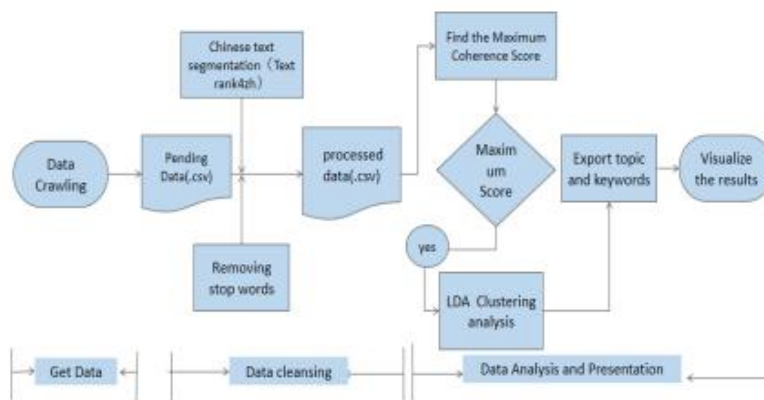 Chinese text
segmentation（Text
rank4zh）
Find the Maximum
Coherence Score
Data
Crawling
Pending
Data(.csv)
processed
data(.csv)
Maxim
um
Score
Export topic
and keywords
Visualize
the results
yes
Removing
stop words
LDA Clustering
analysis
Get Data
Data cleansing
Data Analysis and Presentation